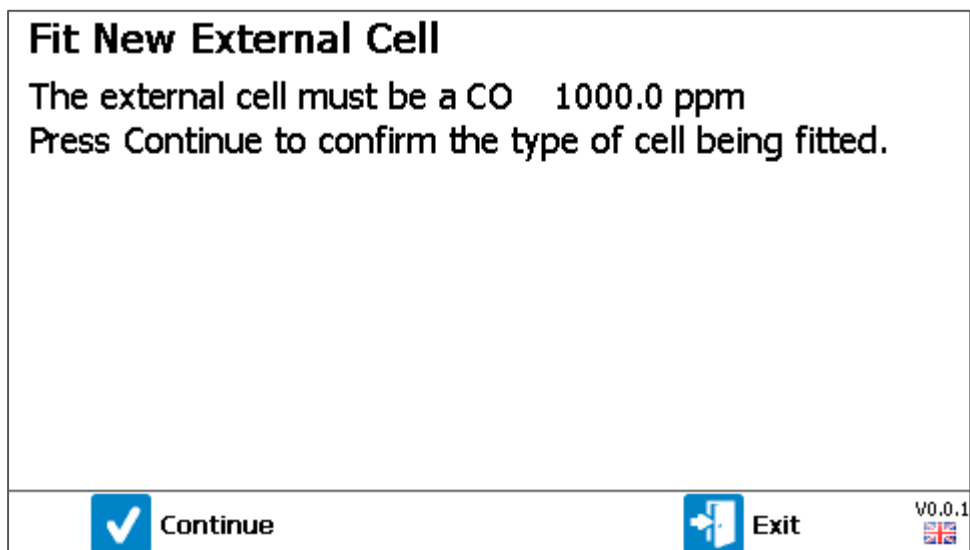 Fit New External Cell
The external cell must be a CO 1000.0 ppm
Press Continue to confirm the type of cell being fitted.
Continue
Exit
V0.0.1